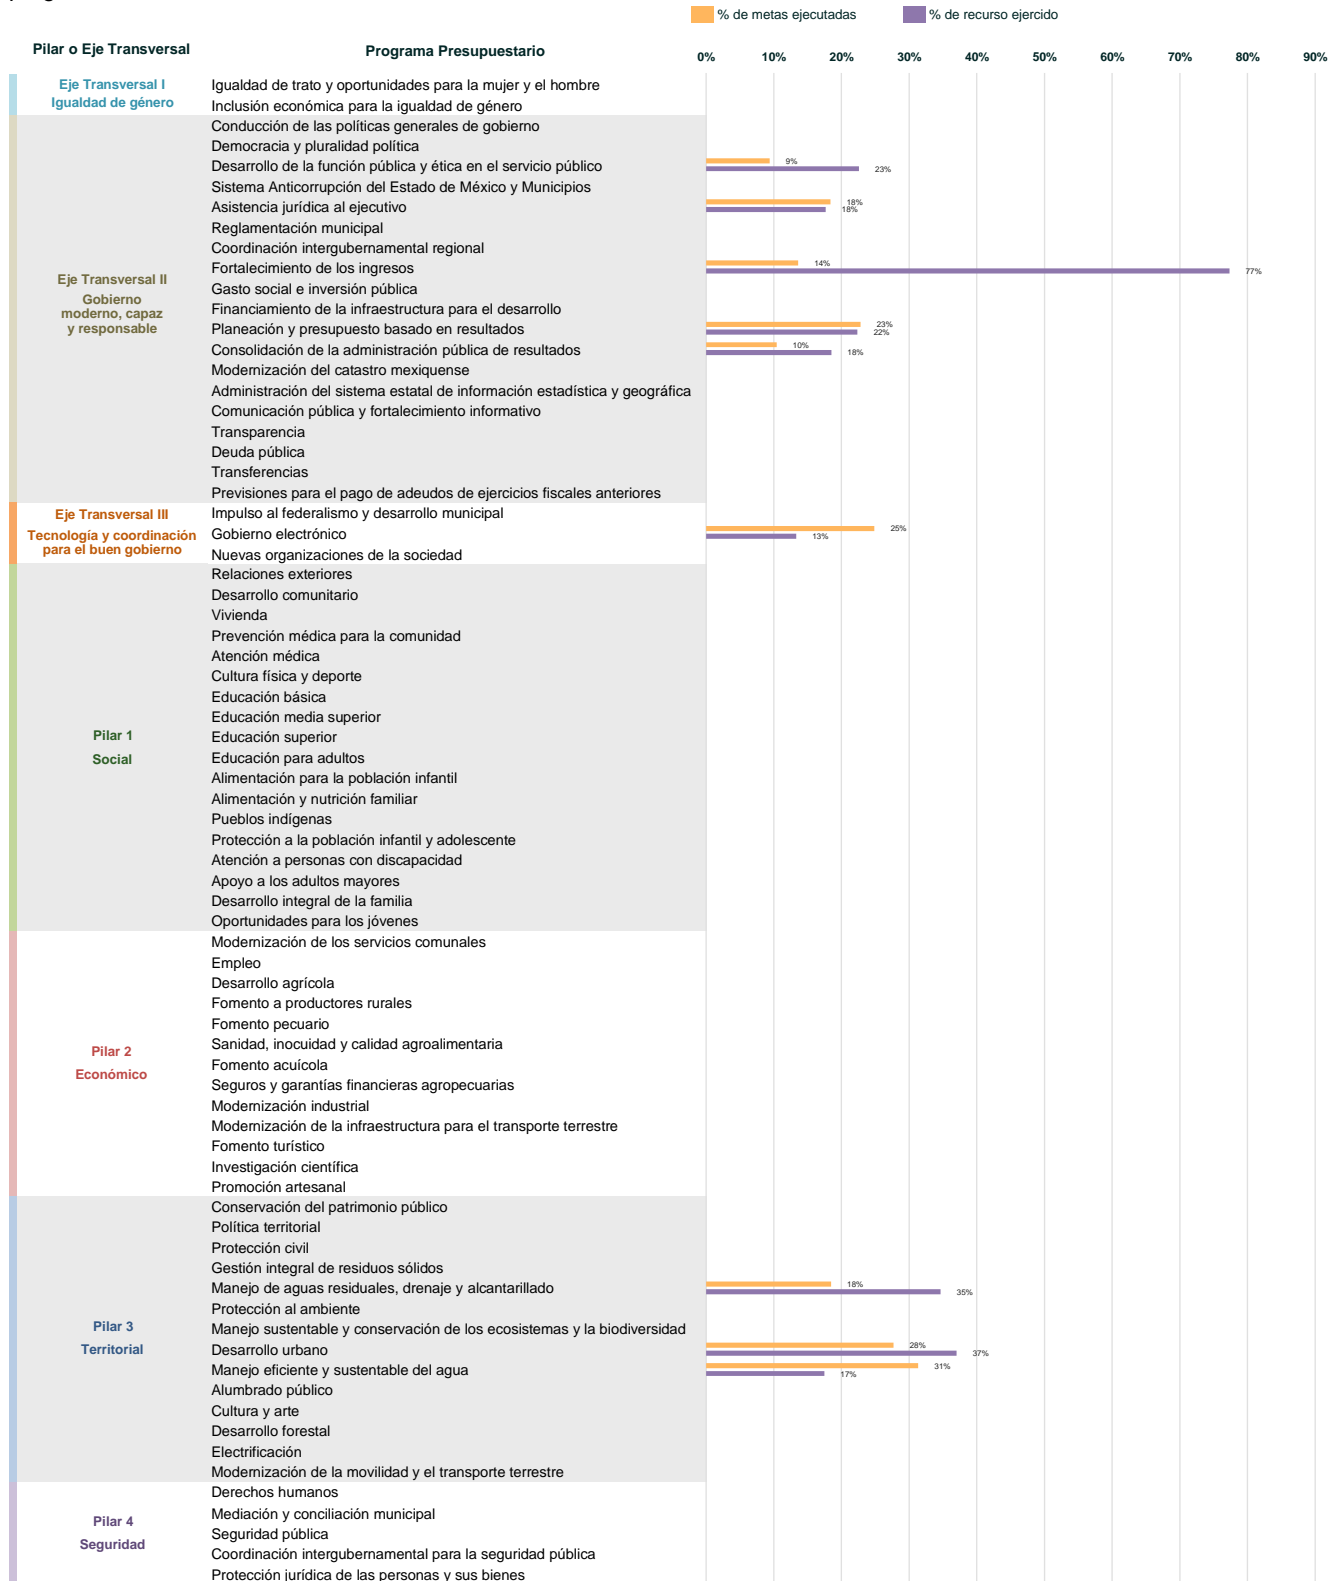 % de metas ejecutadas
% de recurso ejercido
Pilar o Eje Transversal
Programa Presupuestario
0% 10% 20% 30% 40% 50% 60% 70% 80% 90%
Eje Transversal I
Igualdad de género
Igualdad de trato y oportunidades para la mujer y el hombre
Inclusión económica para la igualdad de género
Eje Transversal II
Gobierno
moderno, capaz
y responsable
Conducción de las políticas generales de gobierno
Democracia y pluralidad política
Desarrollo de la función pública y ética en el servicio público
9%
23%
Sistema Anticorrupción del Estado de México y Municipios
Asistencia jurídica al ejecutivo
18%
18%
Reglamentación municipal
Coordinación intergubernamental regional
Fortalecimiento de los ingresos
14%
77%
Gasto social e inversión pública
Financiamiento de la infraestructura para el desarrollo
Planeación y presupuesto basado en resultados
23%
22%
Consolidación de la administración pública de resultados
10%
18%
Modernización del catastro mexiquense
Administración del sistema estatal de información estadística y geográfica
Comunicación pública y fortalecimiento informativo
Transparencia
Deuda pública
Transferencias
Previsiones para el pago de adeudos de ejercicios fiscales anteriores
Eje Transversal III
Tecnología y coordinación
para el buen gobierno
Impulso al federalismo y desarrollo municipal
Gobierno electrónico
25%
13%
Nuevas organizaciones de la sociedad
Pilar 1
Social
Relaciones exteriores
Desarrollo comunitario
Vivienda
Prevención médica para la comunidad
Atención médica
Cultura física y deporte
Educación básica
Educación media superior
Educación superior
Educación para adultos
Alimentación para la población infantil
Alimentación y nutrición familiar
Pueblos indígenas
Protección a la población infantil y adolescente
Atención a personas con discapacidad
Apoyo a los adultos mayores
Desarrollo integral de la familia
Oportunidades para los jóvenes
Pilar 2
Económico
Modernización de los servicios comunales
Empleo
Desarrollo agrícola
Fomento a productores rurales
Fomento pecuario
Sanidad, inocuidad y calidad agroalimentaria
Fomento acuícola
Seguros y garantías financieras agropecuarias
Modernización industrial
Modernización de la infraestructura para el transporte terrestre
Fomento turístico
Investigación científica
Promoción artesanal
Pilar 3
Territorial
Conservación del patrimonio público
Política territorial
Protección civil
Gestión integral de residuos sólidos
Manejo de aguas residuales, drenaje y alcantarillado
18%
35%
Protección al ambiente
Manejo sustentable y conservación de los ecosistemas y la biodiversidad
Desarrollo urbano
28%
37%
Manejo eficiente y sustentable del agua
31%
17%
Alumbrado público
Cultura y arte
Desarrollo forestal
Electrificación
Modernización de la movilidad y el transporte terrestre
Pilar 4
Seguridad
Derechos humanos
Mediación y conciliación municipal
Seguridad pública
Coordinación intergubernamental para la seguridad pública
Protección jurídica de las personas y sus bienes